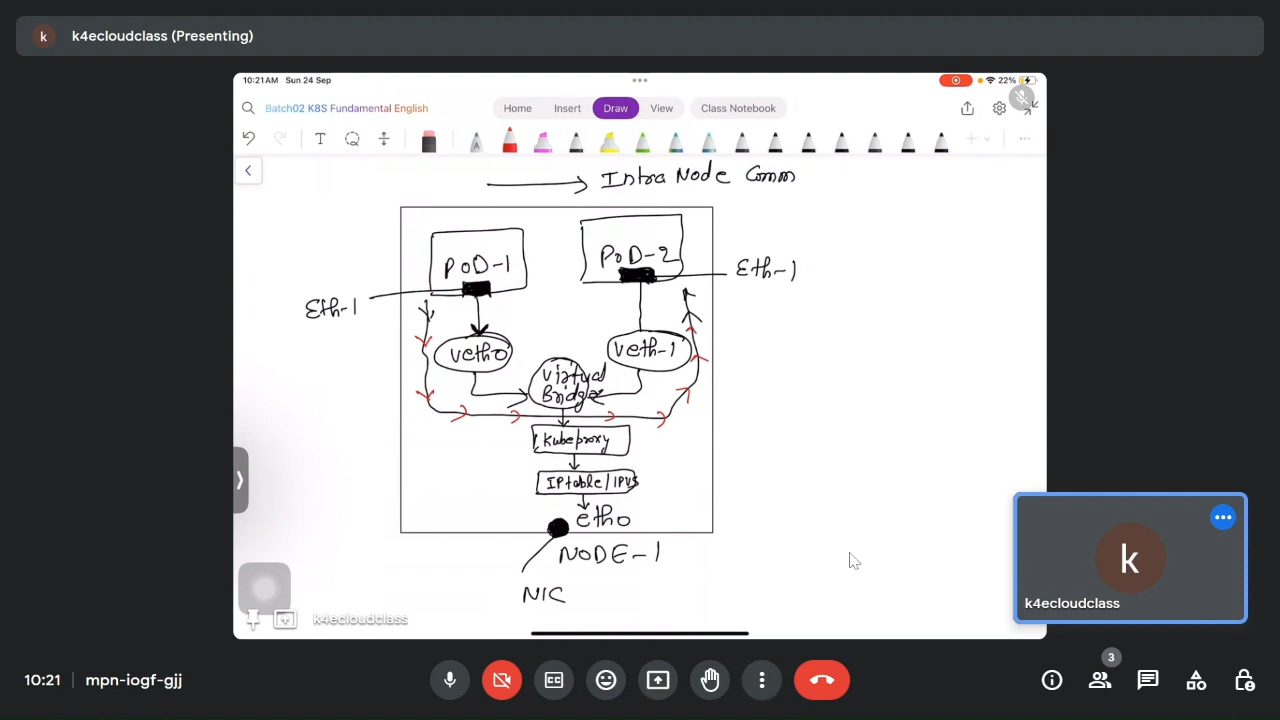 k
k4ecloudclass (Presenting)
10:21 AM Sun 24 Sep
22%
Batch02 K8S Fundamental English
Home
Insert
Draw
View
Class Notebook
T
A
Intra Node Comm
POD-1
POD-2
Eth-1
Eth-1
veth0
veth-1
Virtual
Bridge
Kubeproxy
IPtable/IPVS
eth0
NODE-1
NIC
k4ecloudclass
k
k4ecloudclass
10:21
mpn-iogf-gjj
3